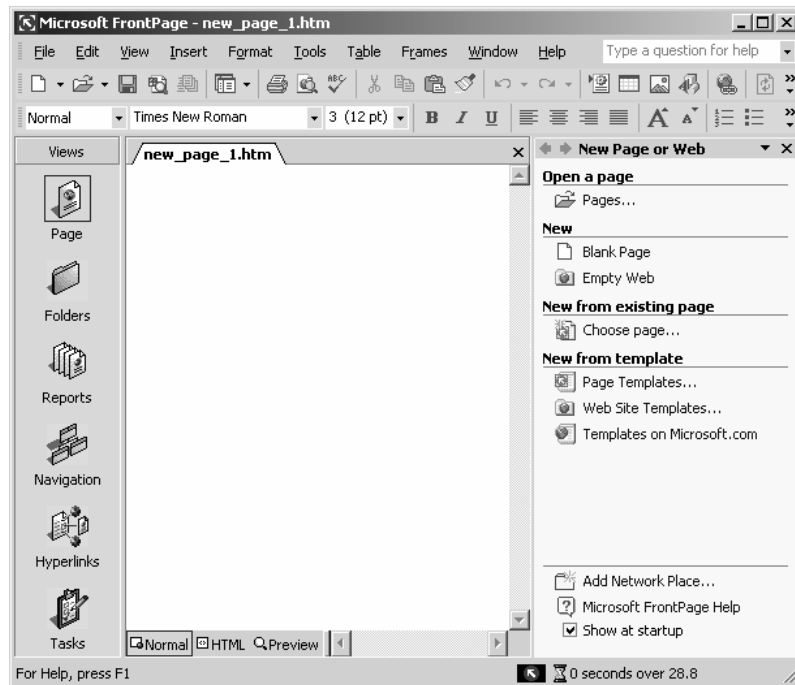 Microsoft FrontPage - new_page_1.htm
File Edit View Insert Format Tools Table Frames Window Help Type a question for help
Normal Times New Roman 3 (12 pt) B I U A A
Views
new_page_1.htm
New Page or Web
Open a page
Pages...
Page
New
Blank Page
Empty Web
Folders
New from existing page
Choose page...
New from template
Page Templates...
Reports
Web Site Templates...
Templates on Microsoft.com
Navigation
Hyperlinks
Add Network Place...
Microsoft FrontPage Help
Show at startup
Tasks
Normal HTML Preview
For Help, press F1
0 seconds over 28.8